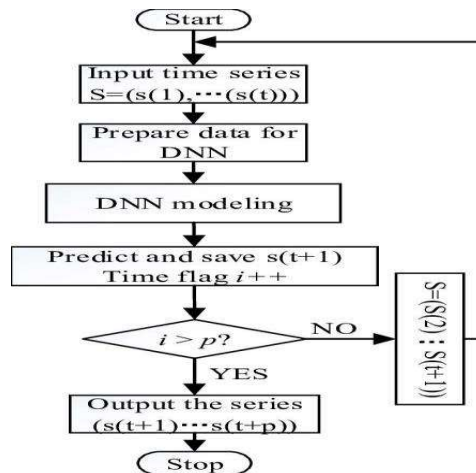 Start
Input time series
S=(s(1),···(s(t)))
Prepare data for
DNN
DNN modeling
Predict and save s(t+1)
Time flag i++
i > p?
NO
S=(S(2)⋮S(t+1))
YES
Output the series
(s(t+1)···s(t+p))
Stop